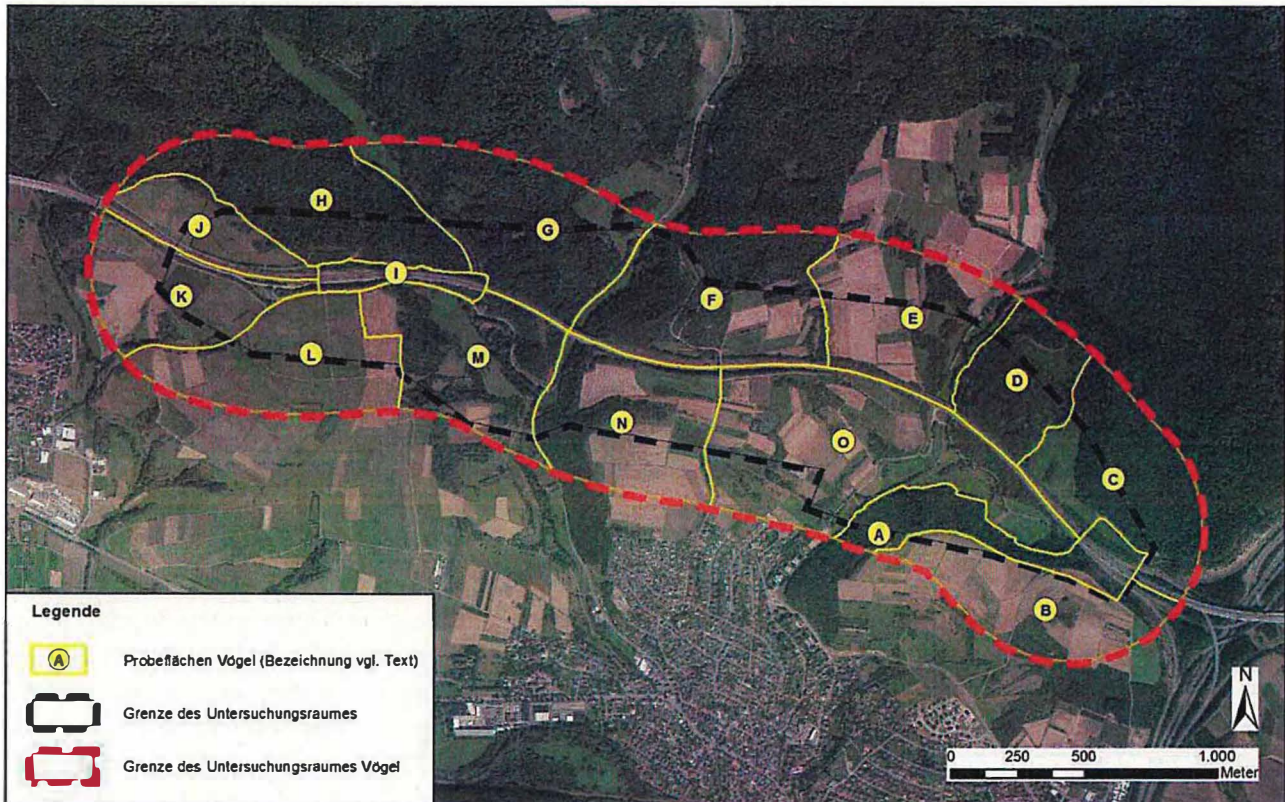 H
J
G
I
K
F
E
L
M
D
N
O
C
A
B
Legende
A Probeflächen Vögel (Bezeichnung vgl. Text)
Grenze des Untersuchungsraumes
Grenze des Untersuchungsraumes Vögel
N
0 250 500 1.000
Meter